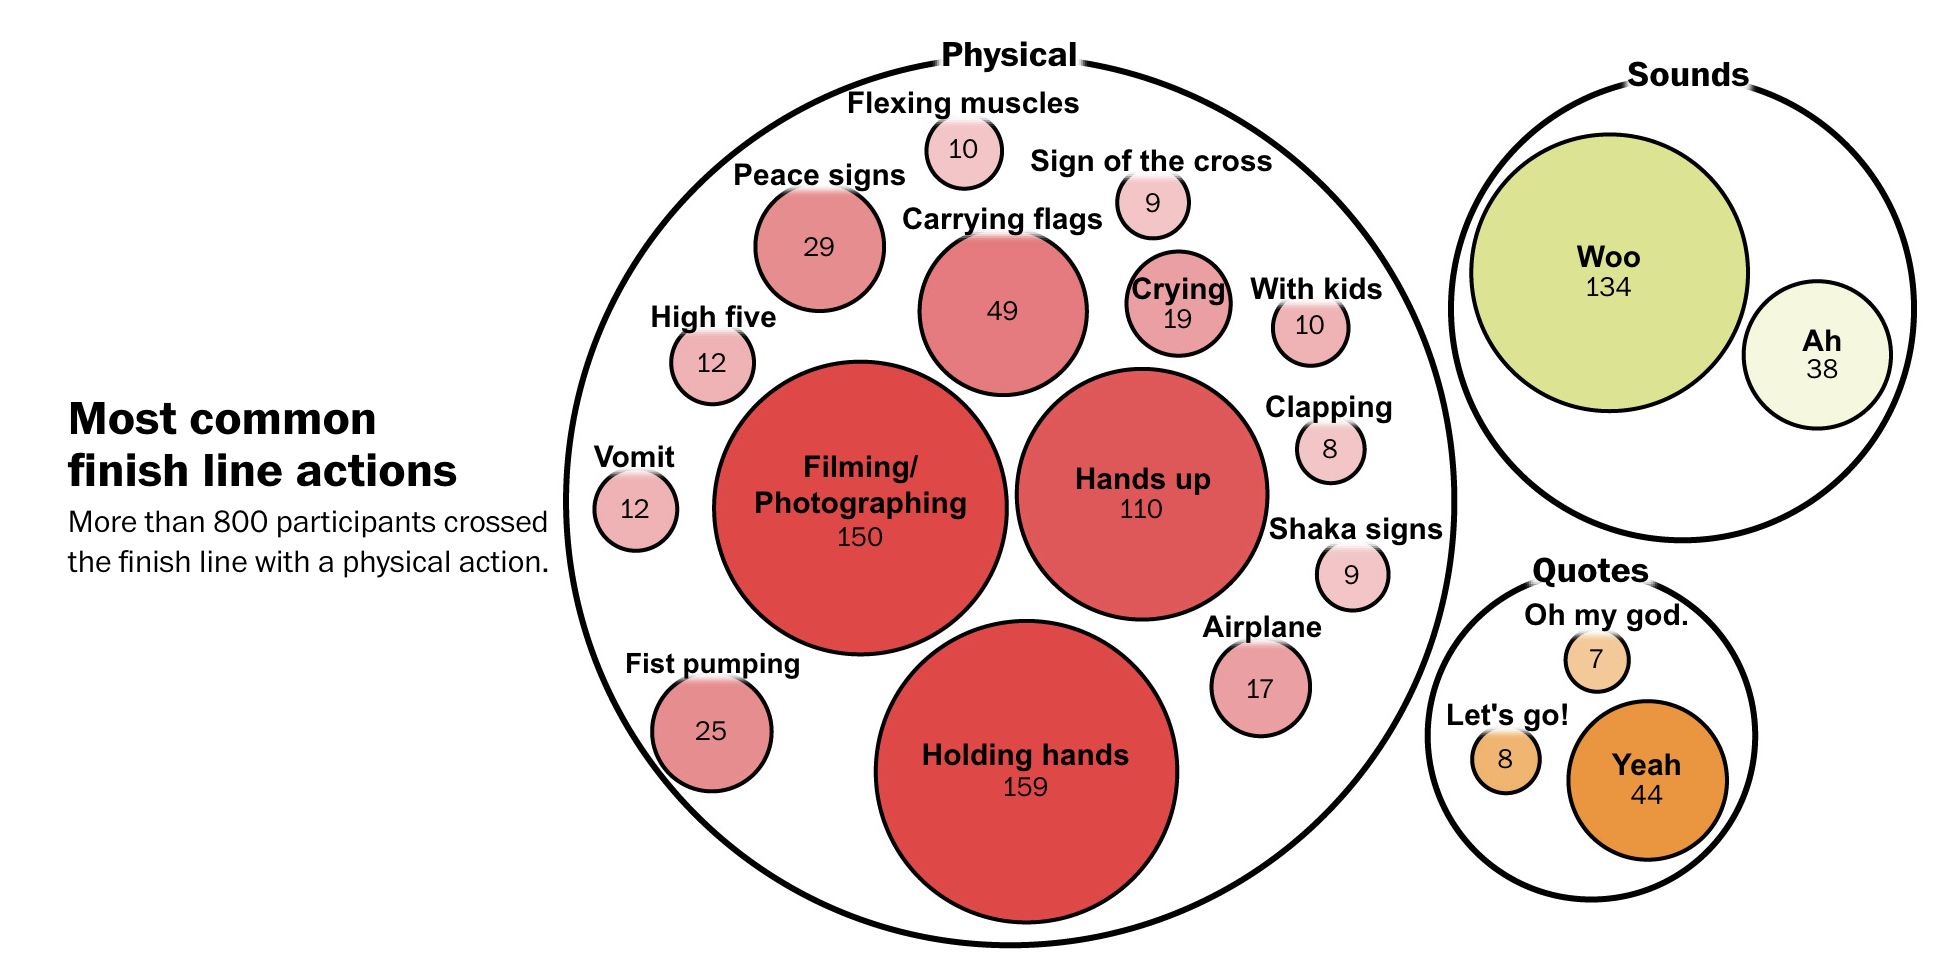 Most common
finish line actions
More than 800 participants crossed
the finish line with a physical action.
Physical
Flexing muscles
10
Peace signs
29
Sign of the cross
9
Carrying flags
49
Crying
19
With kids
10
High five
12
Clapping
8
Vomit
12
Filming/
Photographing
150
Hands up
110
Shaka signs
9
Airplane
17
Fist pumping
25
Holding hands
159
Sounds
Woo
134
Ah
38
Quotes
Oh my god.
7
Let's go!
8
Yeah
44